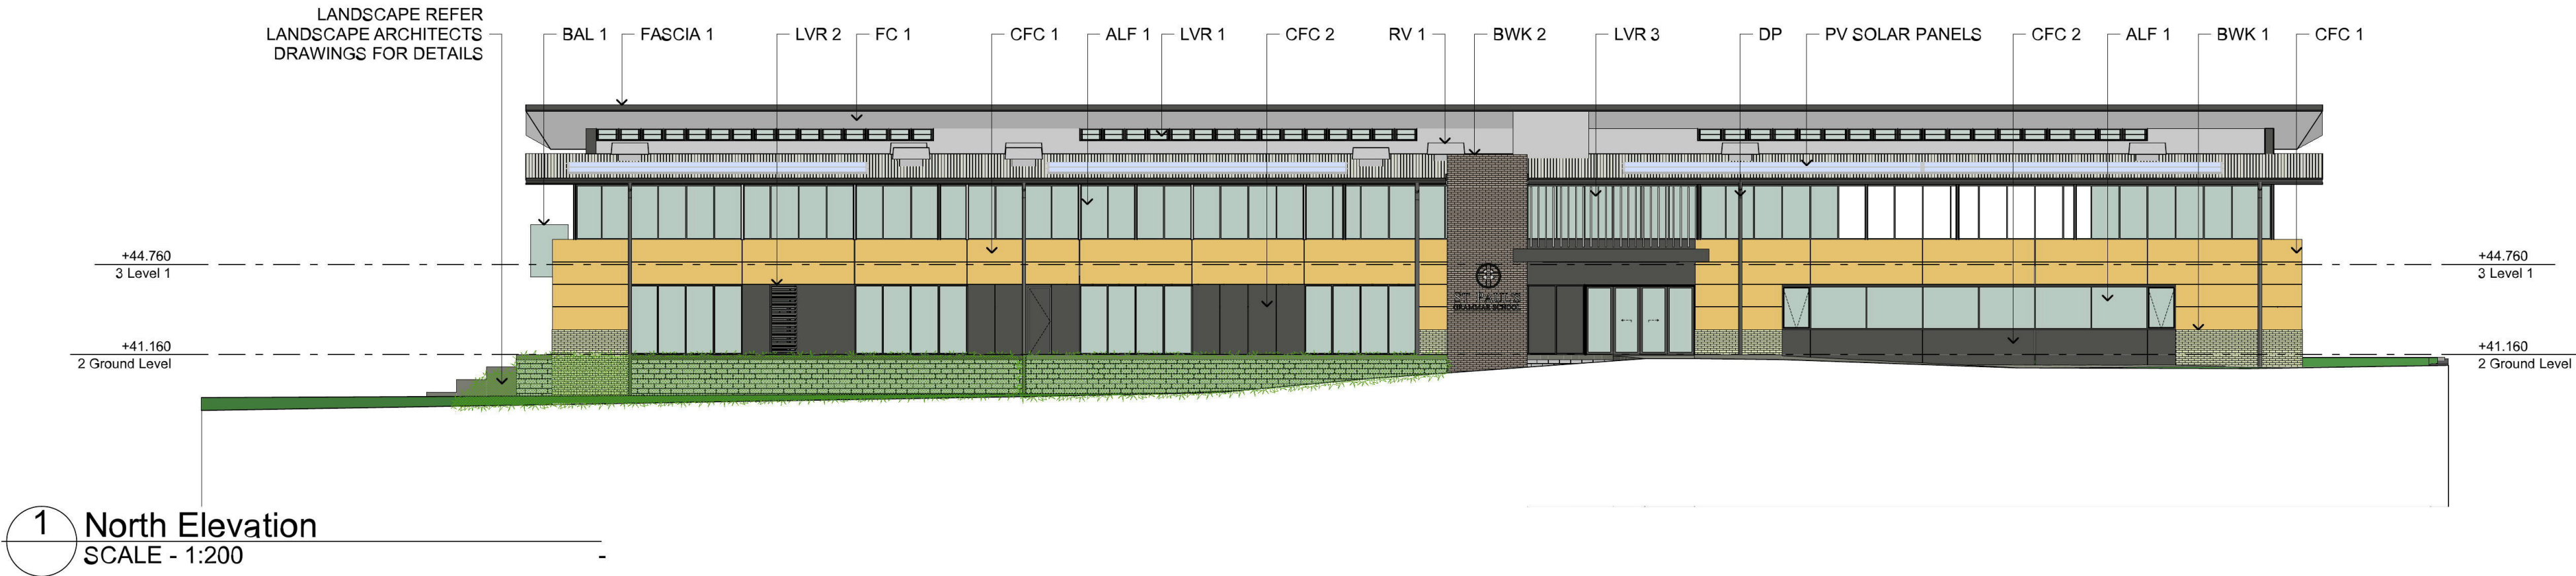 LANDSCAPE REFER
LANDSCAPE ARCHITECTS
DRAWINGS FOR DETAILS
BAL 1
FASCIA 1
LVR 2
FC 1
CFC 1
ALF 1
LVR 1
CFC 2
RV 1
BWK 2
LVR 3
DP
PV SOLAR PANELS
CFC 2
ALF 1
BWK 1
CFC 1
+44.760
3 Level 1
+44.760
3 Level 1
ST PAUL'S
GRAMMAR SCHOOL
+41.160
2 Ground Level
+41.160
2 Ground Level
1
North Elevation
SCALE - 1:200
-